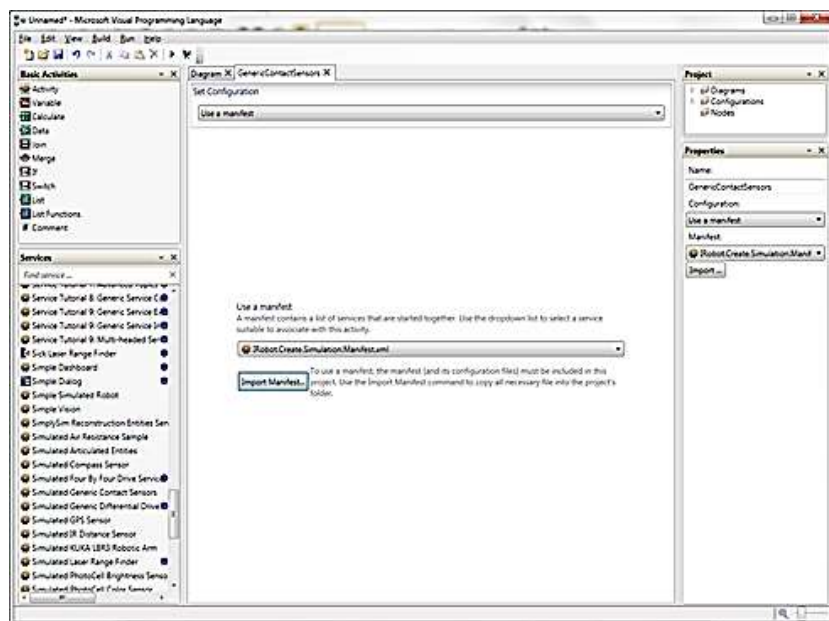 Unnamed* - Microsoft Visual Programming Language
File Edit View Build Run Help
Basic Activities
Activity
Variable
Calculate
Data
Join
Merge
If
Switch
List
List Functions
Comment
Services
Find service ...
Service Tutorial 8: Generic Service C
Service Tutorial 9: Generic Service E
Service Tutorial 9: Generic Service I
Service Tutorial 9: Multi-headed Ser
Sick Laser Range Finder
Simple Dashboard
Simple Dialog
Simple Simulated Robot
Simple Vision
SimplySim Reconstruction Entities Sen
Simulated Air Resistance Sample
Simulated Articulated Entities
Simulated Compass Sensor
Simulated Four By Four Drive Servic
Simulated Generic Contact Sensors
Simulated Generic Differential Drive
Simulated GPS Sensor
Simulated IR Distance Sensor
Simulated KUKA LBR3 Robotic Arm
Simulated Laser Range Finder
Simulated PhotoCell Brightness Senso
Simulated PhotoCell Color Sensor
Diagram X GenericContactSensors X
Set Configuration
Use a manifest
Use a manifest
A manifest contains a list of services that are started together. Use the dropdown list to select a service
suitable to associate with this activity.
IRobot.Create.Simulation.Manifest.xml
Import Manifest...
To use a manifest, the manifest (and its configuration files) must be included in this
project. Use the Import Manifest command to copy all necessary file into the project's
folder.
Project
Diagrams
Configurations
Nodes
Properties
Name:
GenericContactSensors
Configuration:
Use a manifest
Manifest:
IRobot.Create.Simulation.Manif
Import ...